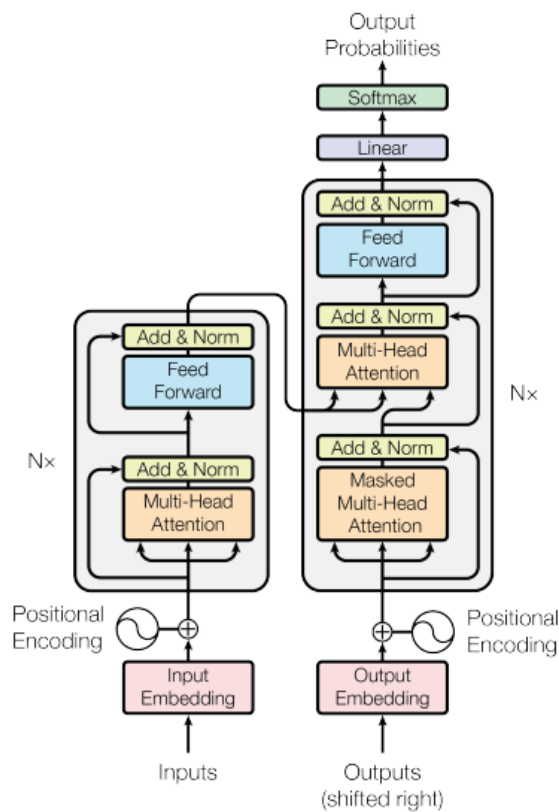 Output
Probabilities
Softmax
Linear
Add & Norm
Feed
Forward
Add & Norm
Multi-Head
Attention
Add & Norm
Masked
Multi-Head
Attention
N×
Add & Norm
Feed
Forward
Add & Norm
Multi-Head
Attention
N×
Positional
Encoding
Positional
Encoding
Input
Embedding
Output
Embedding
Inputs
Outputs
(shifted right)